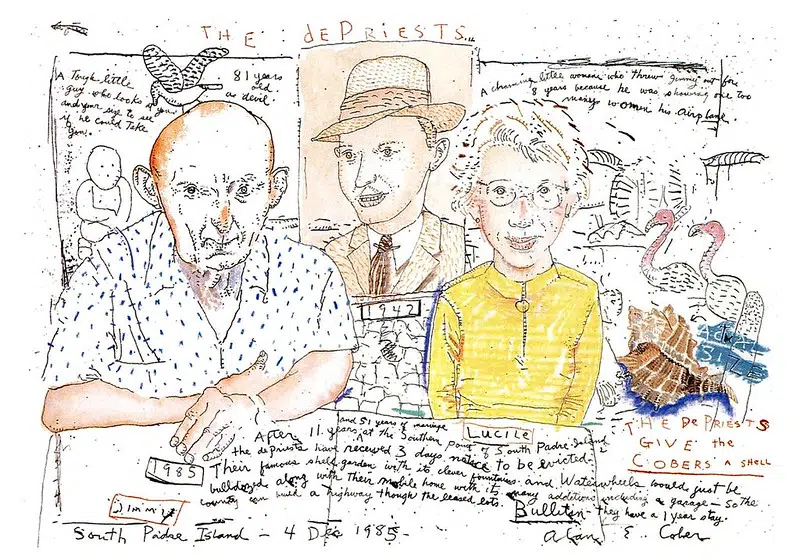 THE dePRIESTS...
A Tough little
guy who looks at you
and your size to see
if he could take
you.
81 years
old
as devil
A charming little woman who threw jimmy out for
8 years because he was showing one too
many women his airplane
1942
ACTUAL
SIZE
THE DePRIESTS
GIVE the
COBERS A SHELL
LUCILE
1985
Jimmy
After 11 years and 51 years of marriage at the Southern point of South Padre Island
the dePriests have received 3 days notice to be evicted.
Their famous shell garden with its clever fountains and Waterwheels would just be
bulldozed along with their mobile home with its many additions including a garage - so the
country can build a highway though the leased lots. Bulletin - they have a 1 year stay.
South Padre Island - 4 Dec 1985 -
Alan E. Cober